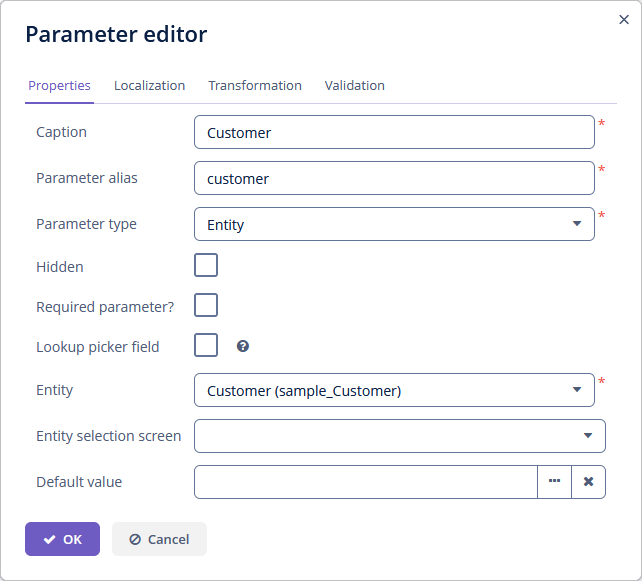 Parameter editor
Properties Localization Transformation Validation
Caption Customer *
Parameter alias customer *
Parameter type Entity *
Hidden
Required parameter?
Lookup picker field ?
Entity Customer (sample_Customer) *
Entity selection screen
Default value ...
OK Cancel